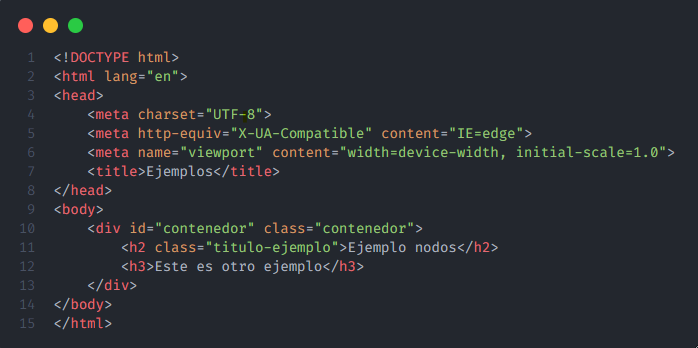 1 <!DOCTYPE html>
2 <html lang="en">
3 <head>
4     <meta charset="UTF-8">
5     <meta http-equiv="X-UA-Compatible" content="IE=edge">
6     <meta name="viewport" content="width=device-width, initial-scale=1.0">
7     <title>Ejemplos</title>
8 </head>
9 <body>
10     <div id="contenedor" class="contenedor">
11         <h2 class="titulo-ejemplo">Ejemplo nodos</h2>
12         <h3>Este es otro ejemplo</h3>
13     </div>
14 </body>
15 </html>